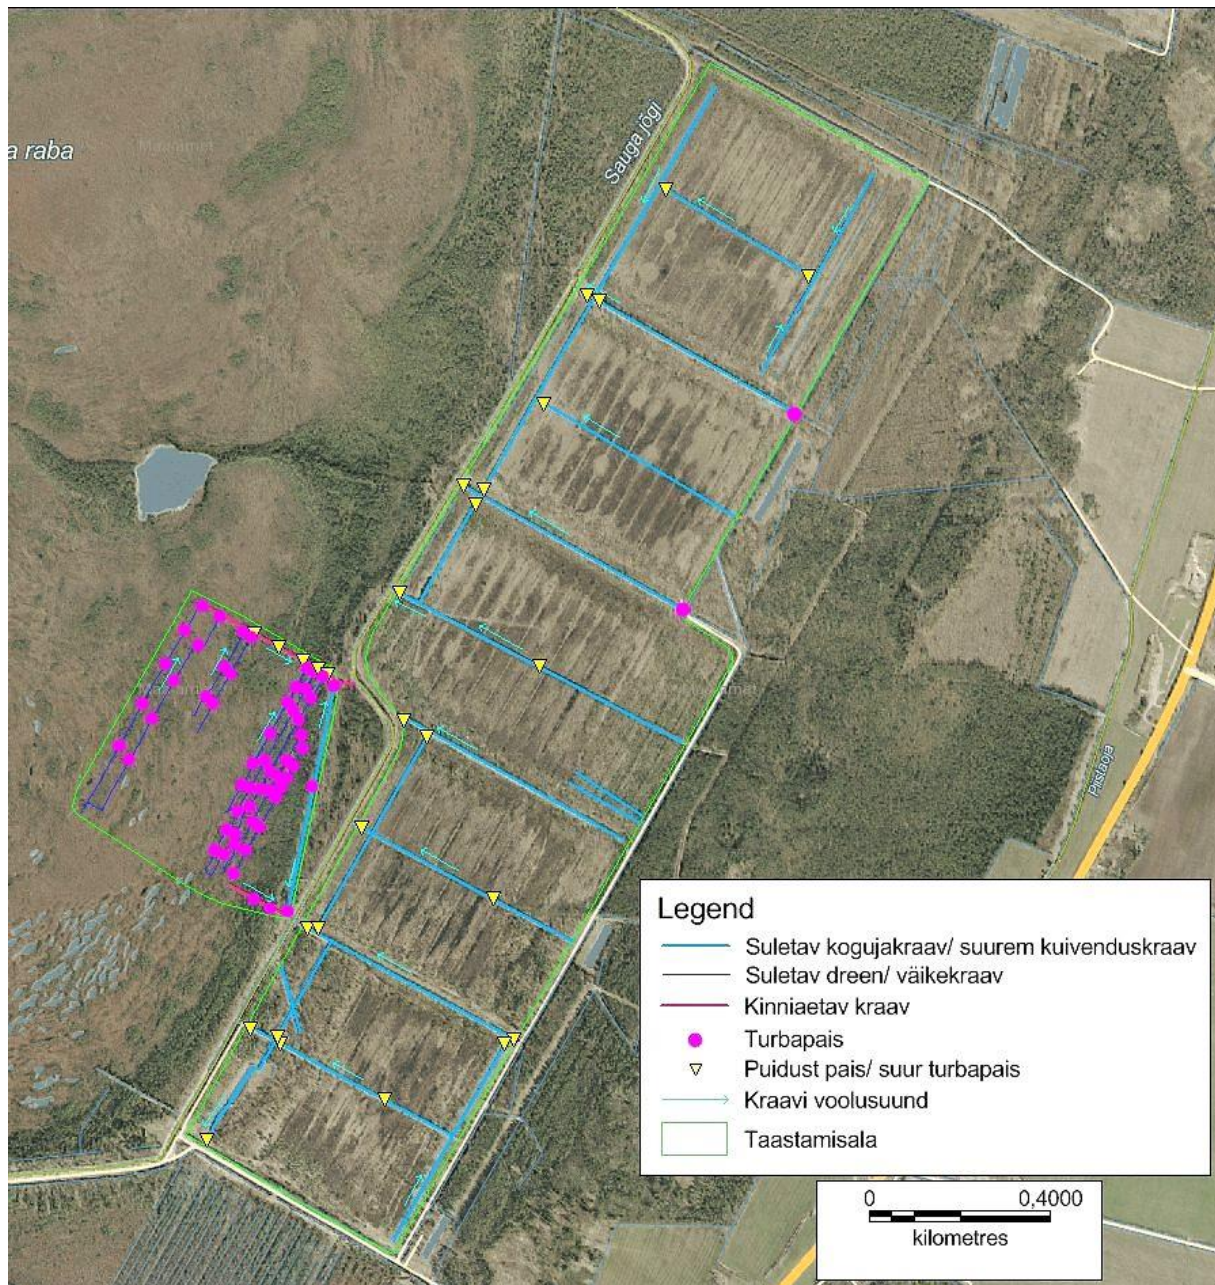 a raba
Sauga jõgi
Piistaoja
Legend
Suletav kogujakraav/ suurem kuivenduskraav
Suletav dreen/ väikekraav
Kinniaetav kraav
Turbapais
Puidust pais/ suur turbapais
Kraavi voolusuund
Taastamisala
0 0,4000
kilometres